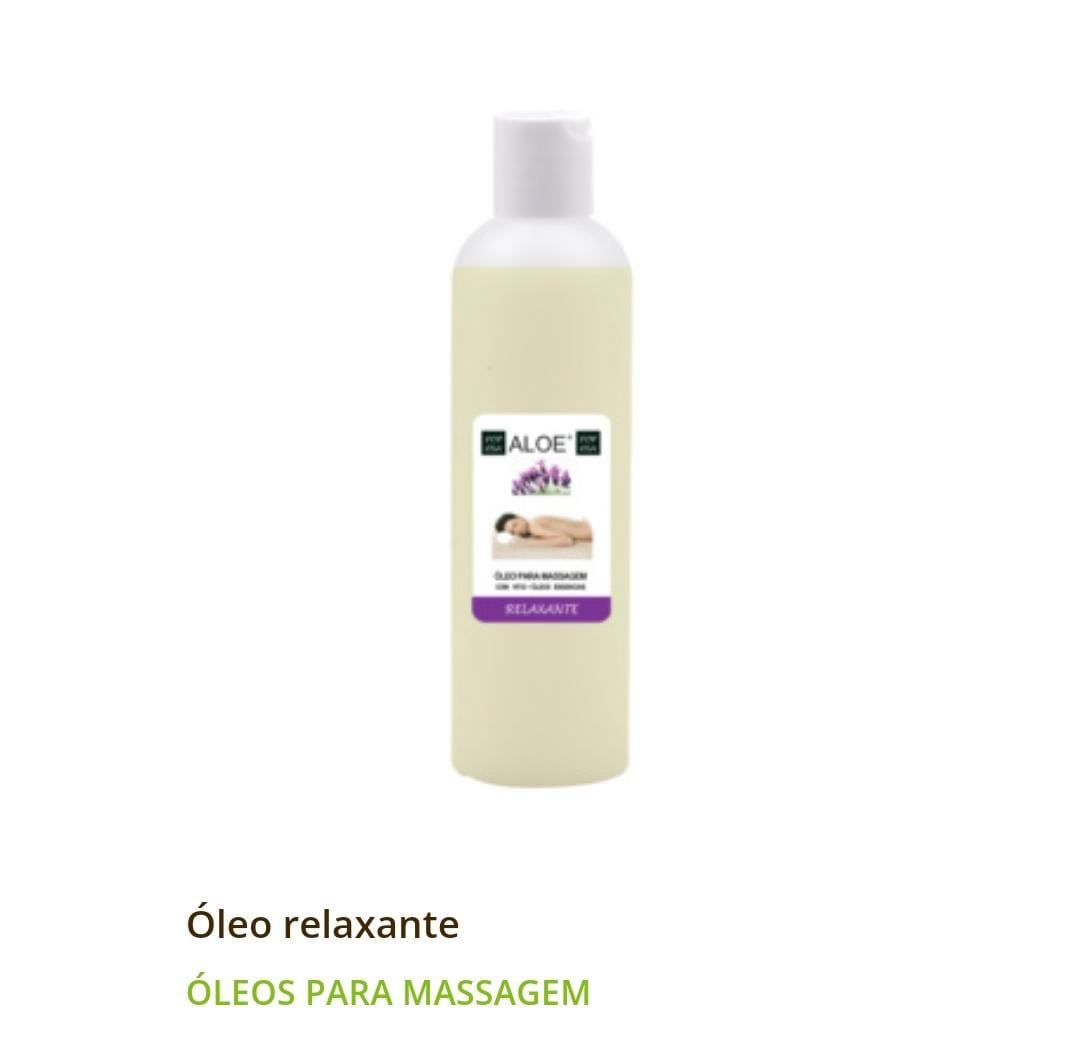 ALOE+
ÓLEO PARA MASSAGEM
RELAXANTE
Óleo relaxante
ÓLEOS PARA MASSAGEM